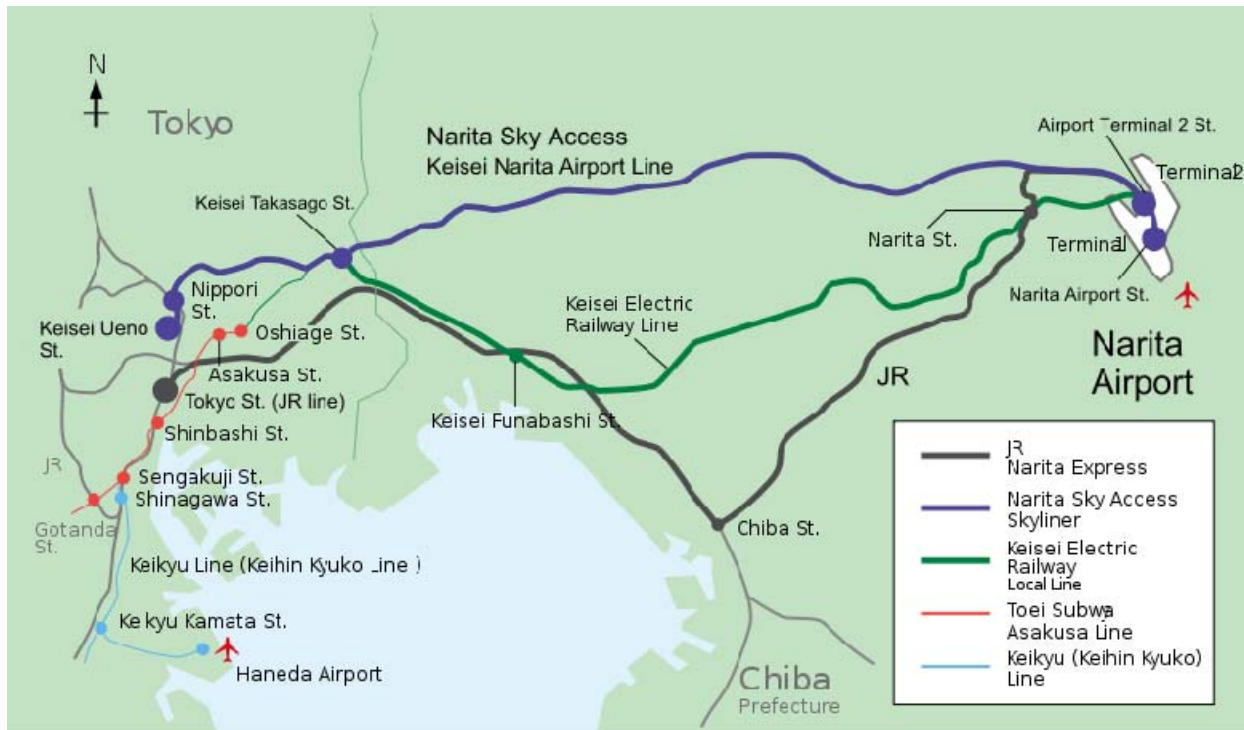 N
Tokyo
Narita Sky Access
Keisei Narita Airport Line
Airport Terminal 2 St.
Terminal2
Keisei Takasago St.
Narita St.
Terminal1
Nippori
St.
Keisei Ueno
St.
Oshiage St.
Keisei Electric
Railway Line
Narita Airport St.
Narita
Airport
Asakusa St.
Tokyo St. (JR line)
JR
Keisei Funabashi St.
Shinbashi St.
JR
Sengakuji St.
Shinagawa St.
Gotanda
St.
Chiba St.
Keikyu Line (Keihin Kyuko Line )
Keikyu Kamata St.
Haneda Airport
Chiba
Prefecture
JR
Narita Express
Narita Sky Access
Skyliner
Keisei Electric
Railway
Local Line
Toei Subway
Asakusa Line
Keikyu (Keihin Kyuko)
Line